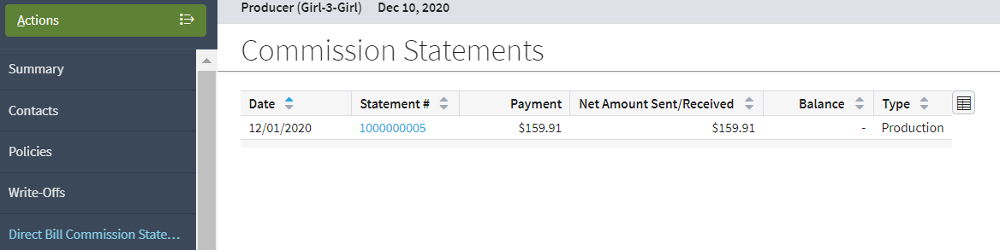 Actions
Summary
Contacts
Policies
Write-Offs
Direct Bill Commission State...
Producer (Girl-3-Girl) Dec 10, 2020
Commission Statements
Date Statement # Payment Net Amount Sent/Received Balance Type
12/01/2020 1000000005 $159.91 $159.91 - Production